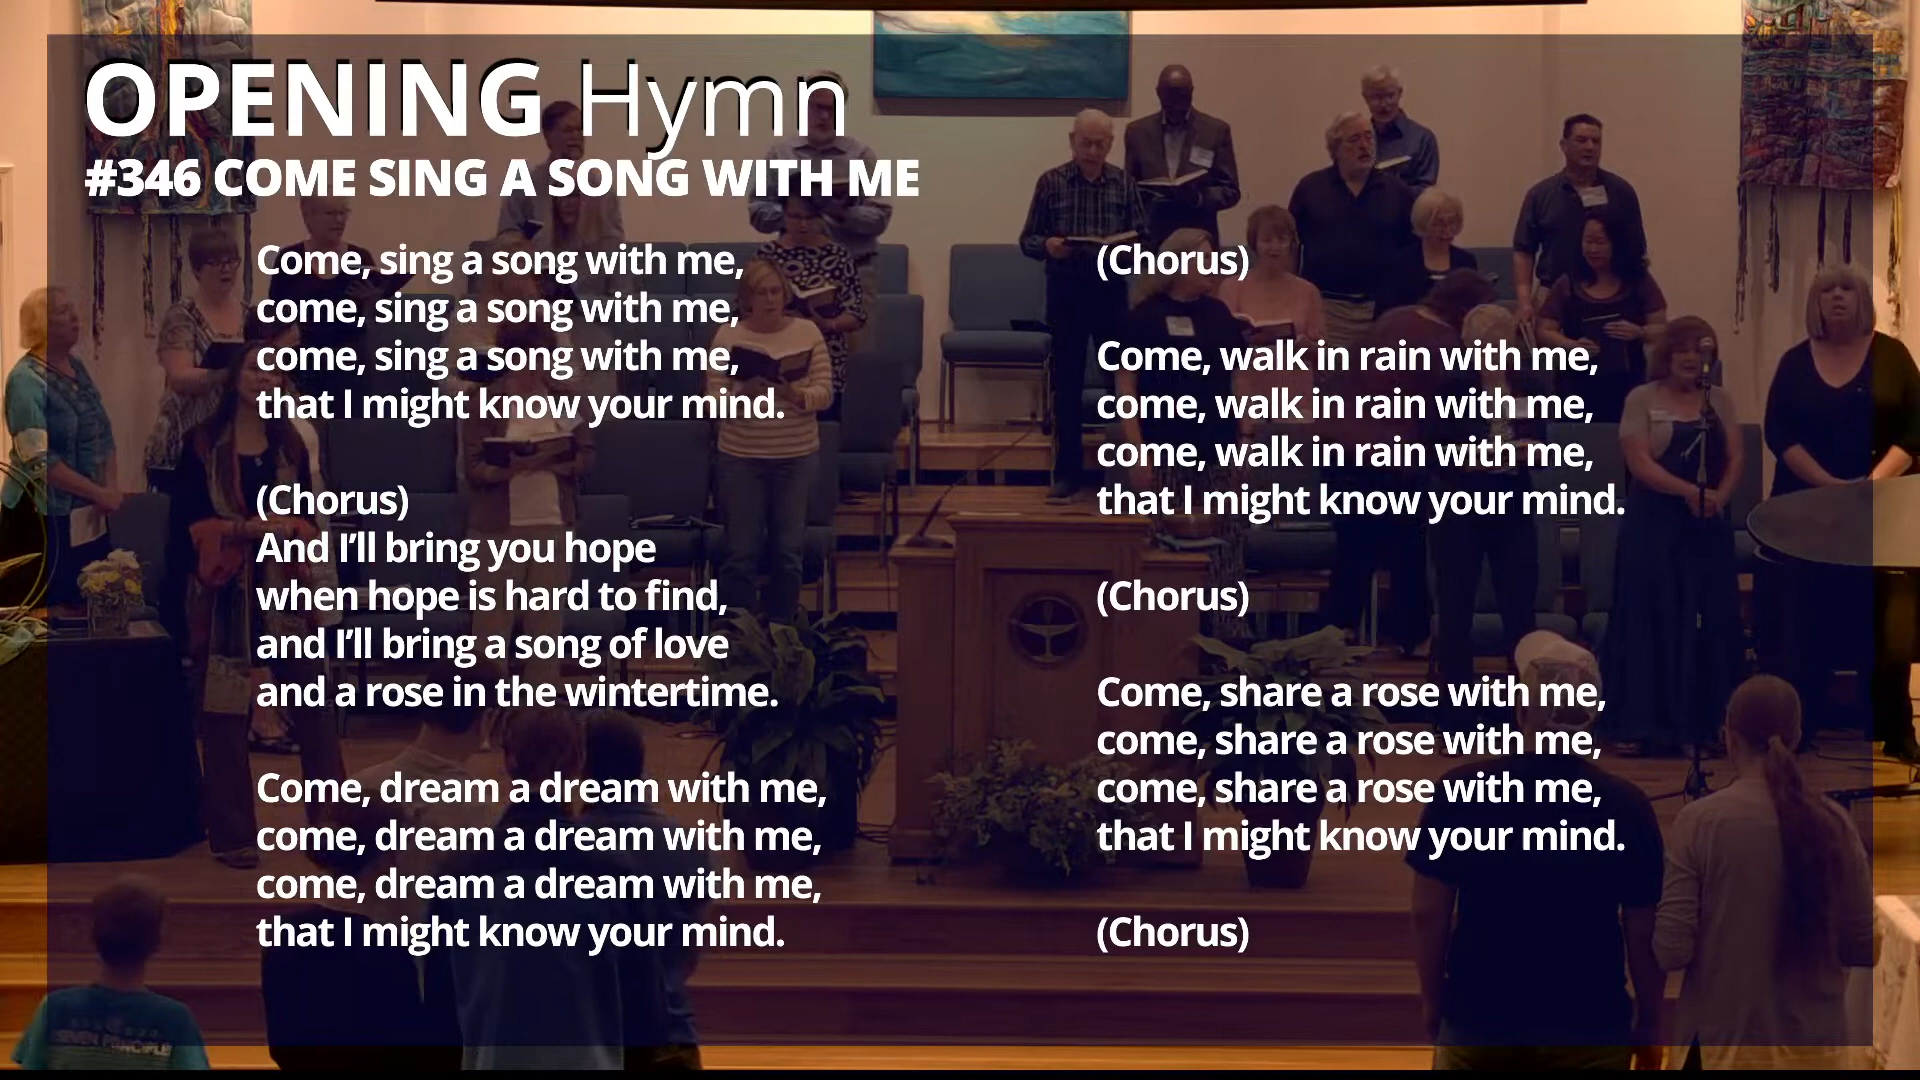 OPENING Hymn
#346 COME SING A SONG WITH ME
Come, sing a song with me,
come, sing a song with me,
come, sing a song with me,
that I might know your mind.
(Chorus)
And I’ll bring you hope
when hope is hard to find,
and I’ll bring a song of love
and a rose in the wintertime.
Come, dream a dream with me,
come, dream a dream with me,
come, dream a dream with me,
that I might know your mind.
(Chorus)
Come, walk in rain with me,
come, walk in rain with me,
come, walk in rain with me,
that I might know your mind.
(Chorus)
Come, share a rose with me,
come, share a rose with me,
come, share a rose with me,
that I might know your mind.
(Chorus)
SEVEN PRINCIPLE